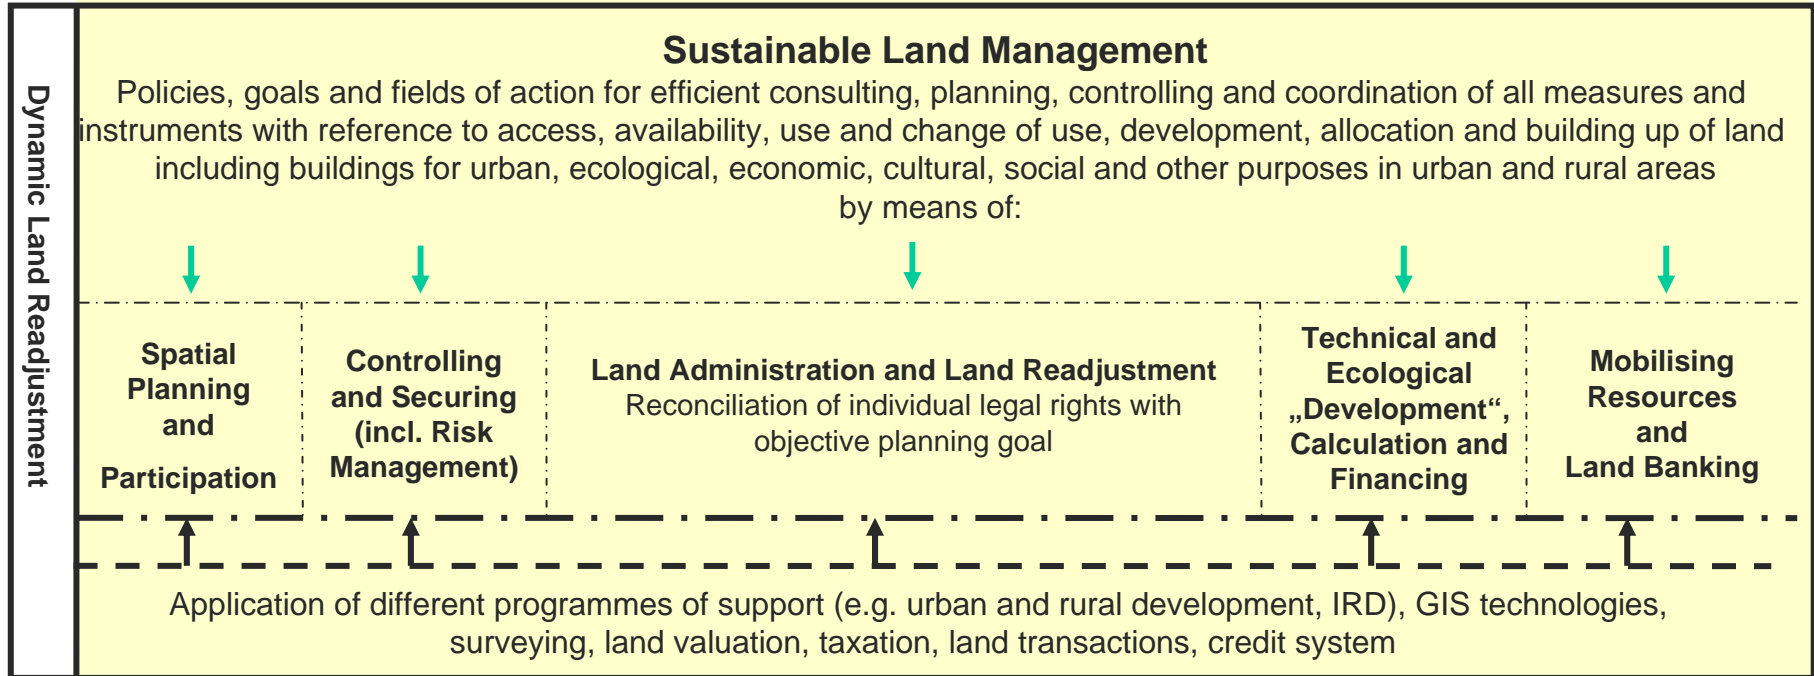 Dynamic Land Readjustment
Sustainable Land Management
Policies, goals and fields of action for efficient consulting, planning, controlling and coordination of all measures and
instruments with reference to access, availability, use and change of use, development, allocation and building up of land
including buildings for urban, ecological, economic, cultural, social and other purposes in urban and rural areas
by means of:
Spatial
Planning
and
Participation
Controlling
and Securing
(incl. Risk
Management)
Land Administration and Land Readjustment
Reconciliation of individual legal rights with
objective planning goal
Technical and
Ecological
„Development“,
Calculation and
Financing
Mobilising
Resources
and
Land Banking
Application of different programmes of support (e.g. urban and rural development, IRD), GIS technologies,
surveying, land valuation, taxation, land transactions, credit system